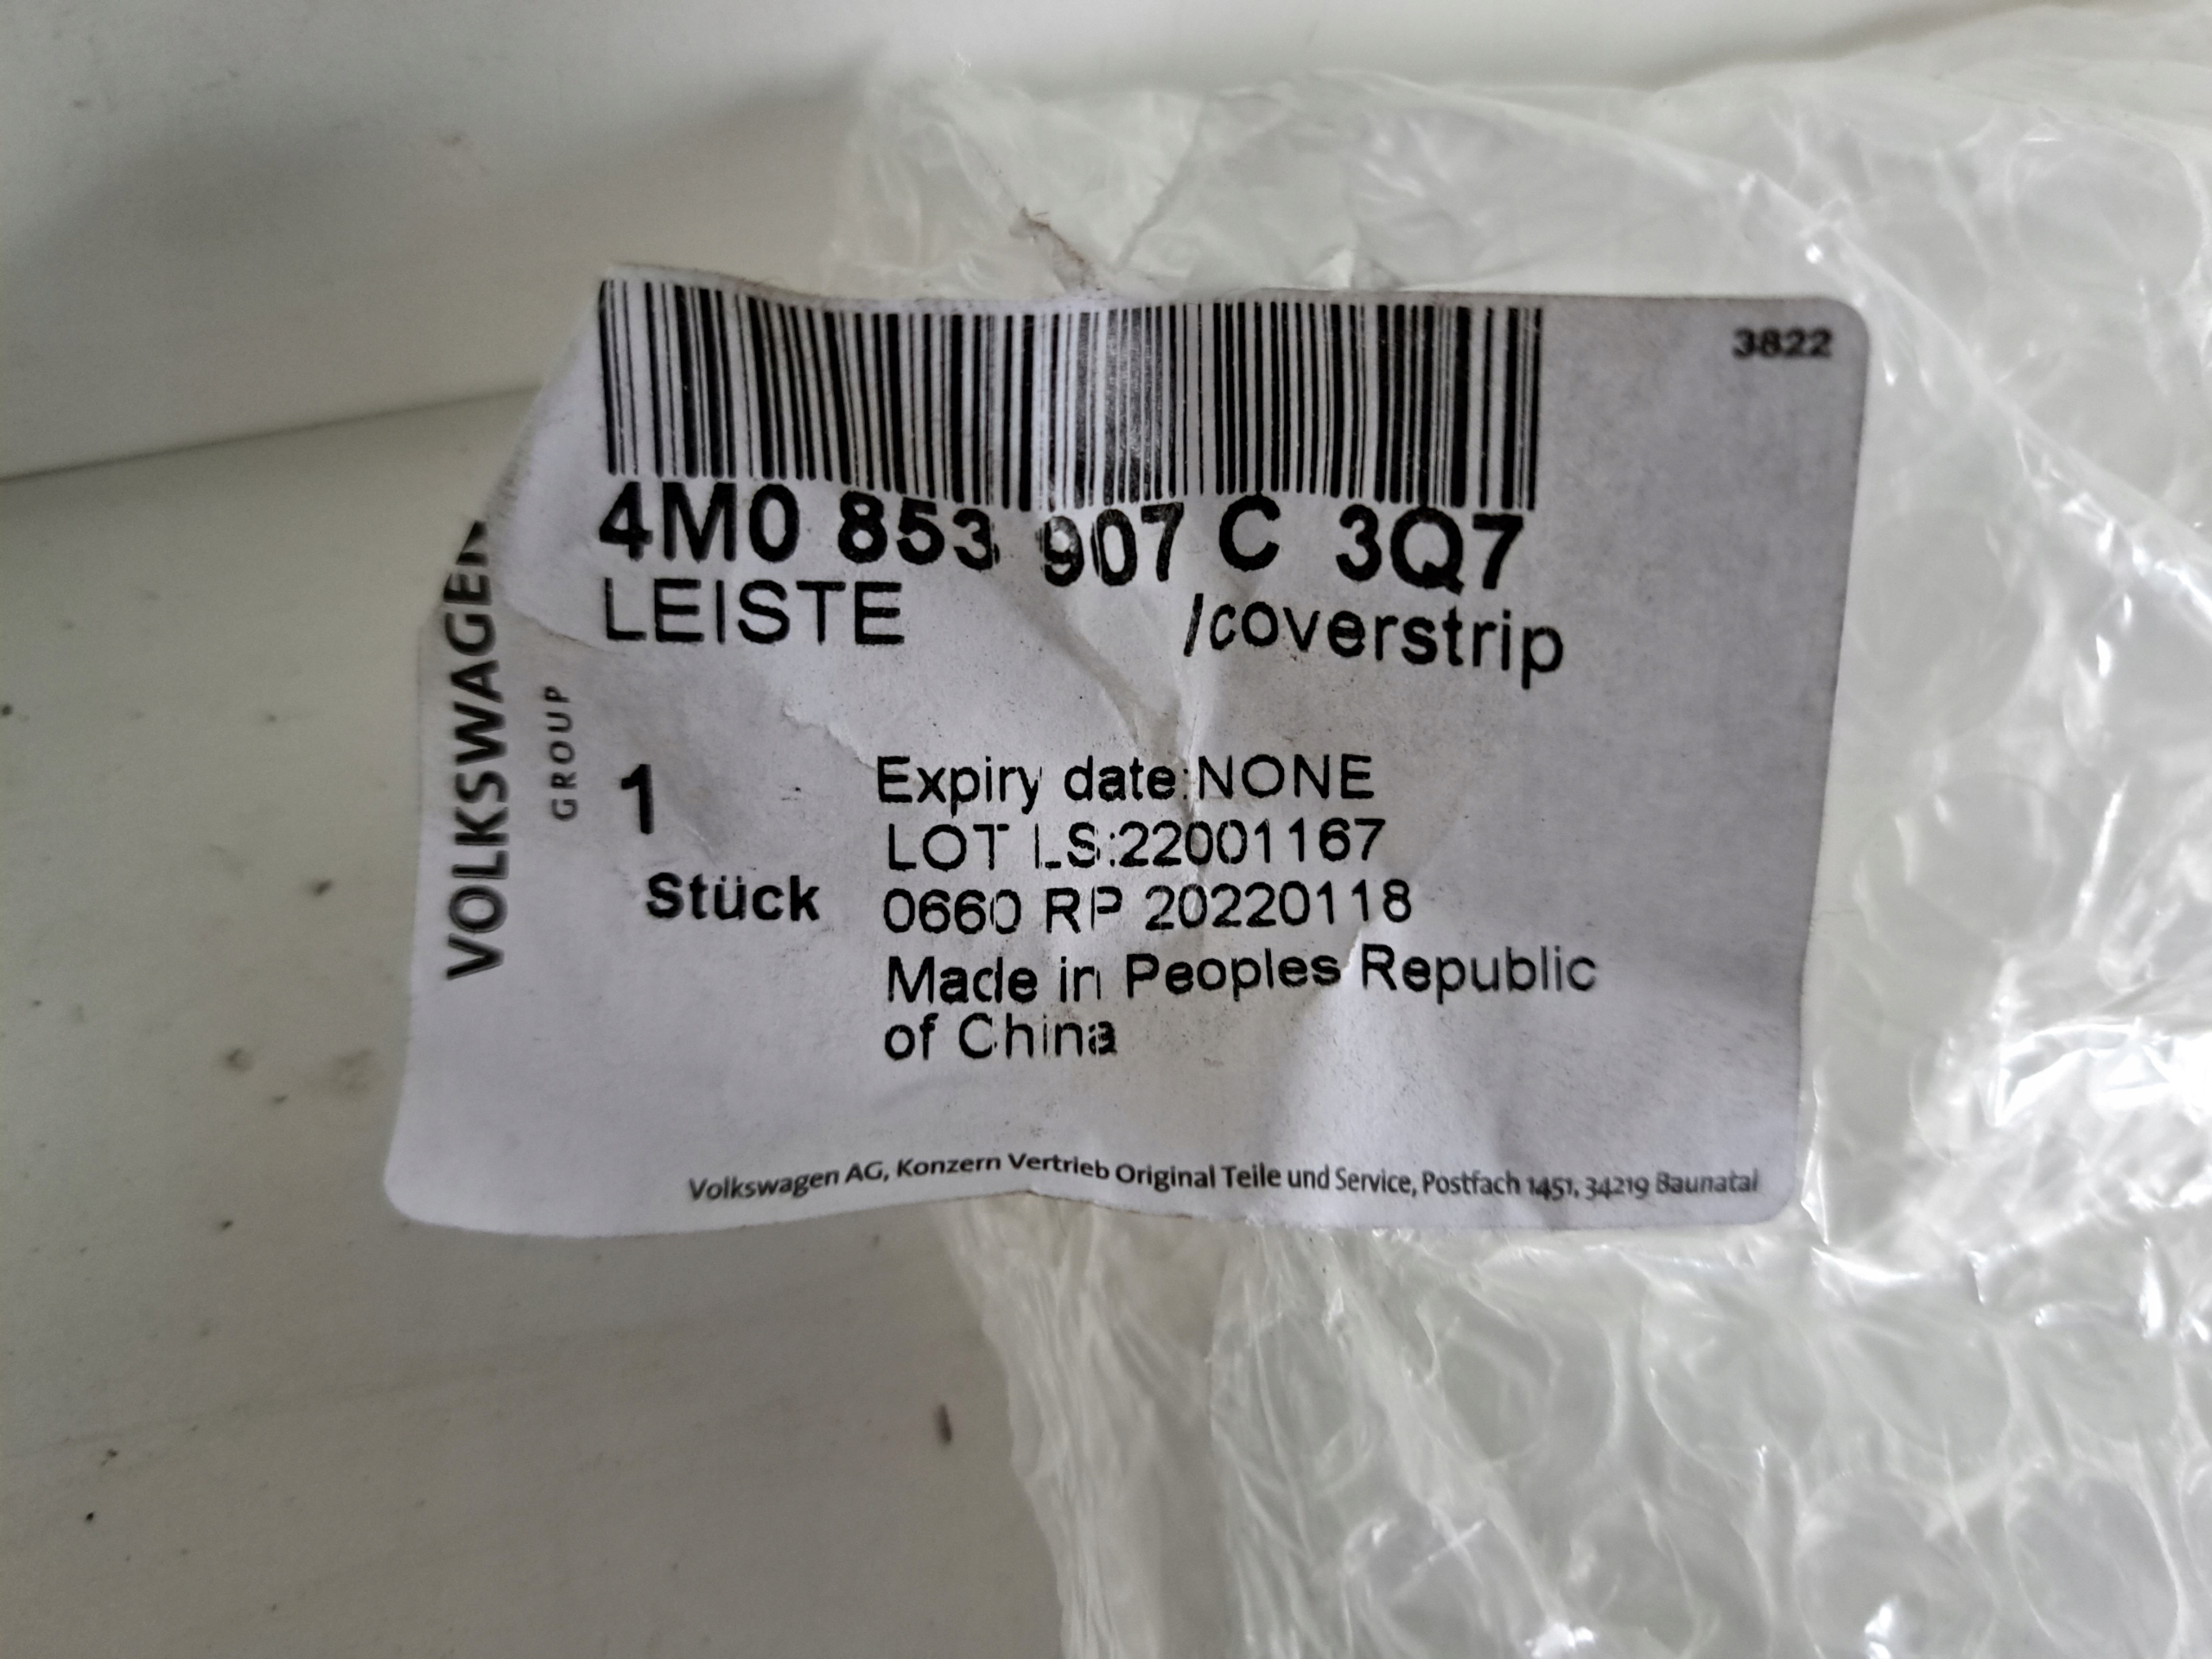 3822
4M0 853 907 C 3Q7
LEISTE /coverstrip
VOLKSWAGEN
GROUP
1
Stück
Expiry date:NONE
LOT LS:22001167
0660 RP 20220118
Made in Peoples Republic
of China
Volkswagen AG, Konzern Vertrieb Original Teile und Service, Postfach 1451, 34219 Baunatal